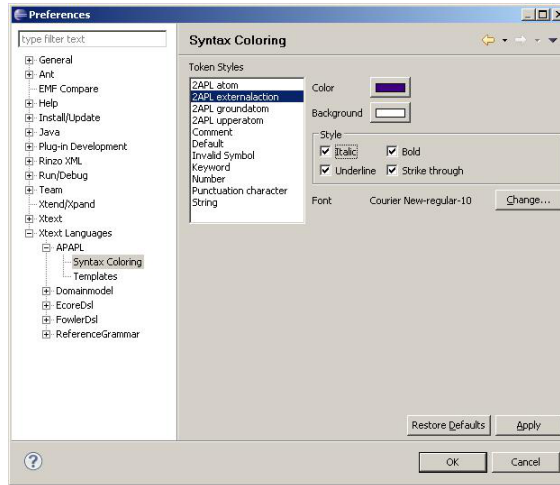 Preferences
type filter text
General
Ant
EMF Compare
Help
Install/Update
Java
Plug-in Development
Rinzo XML
Run/Debug
Team
Xtend/Xpand
Xtext
Xtext Languages
APAPL
Syntax Coloring
Templates
Domainmodel
EcoreDsl
FowlerDsl
ReferenceGrammar
Syntax Coloring
Token Styles
2APL atom
2APL externalaction
2APL groundatom
2APL upperatom
Comment
Default
Invalid Symbol
Keyword
Number
Punctuation character
String
Color
Background
Style
Italic Bold
Underline Strike through
Font Courier New-regular-10 Change...
Restore Defaults Apply
? OK Cancel